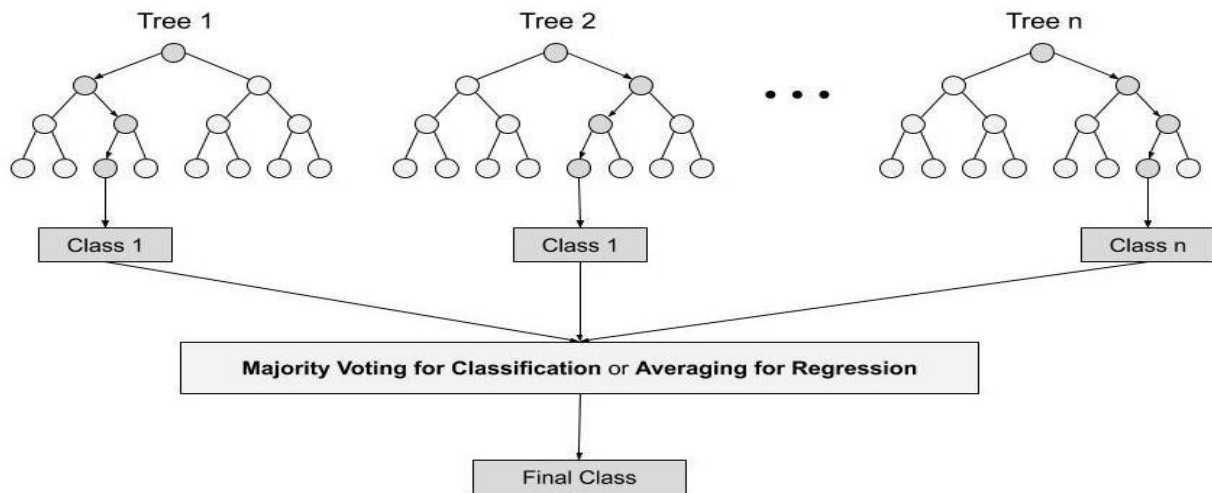 Tree 1
Tree 2
Tree n
Class 1
Class 1
Class n
Majority Voting for Classification or Averaging for Regression
Final Class